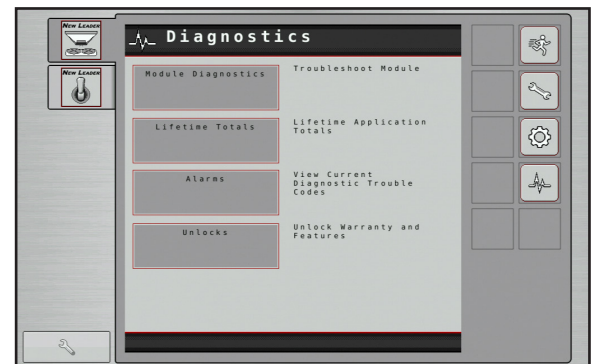 NEW LEADER
NEW LEADER
Diagnostics
Module Diagnostics
Troubleshoot Module
Lifetime Totals
Lifetime Application
Totals
Alarms
View Current
Diagnostic Trouble
Codes
Unlocks
Unlock Warranty and
Features